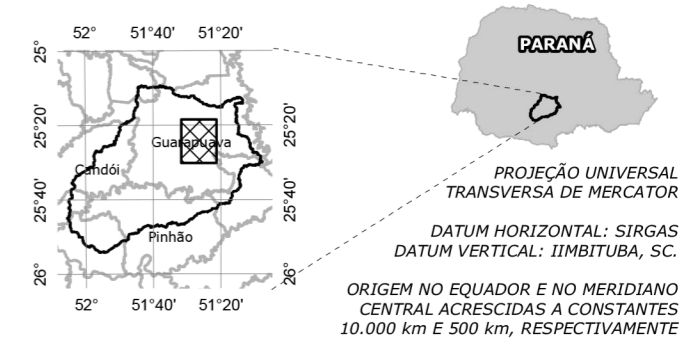 52° 51°40' 51°20'
25°
25°20'
25°40'
26°
Guarapuava
Candói
Pinhão
25°20'
25°40'
26°
52° 51°40' 51°20'
PARANÁ
PROJEÇÃO UNIVERSAL
TRANSVERSA DE MERCATOR
DATUM HORIZONTAL: SIRGAS
DATUM VERTICAL: IIMBITUBA, SC.
ORIGEM NO EQUADOR E NO MERIDIANO
CENTRAL ACRESCIDAS A CONSTANTES
10.000 km E 500 km, RESPECTIVAMENTE